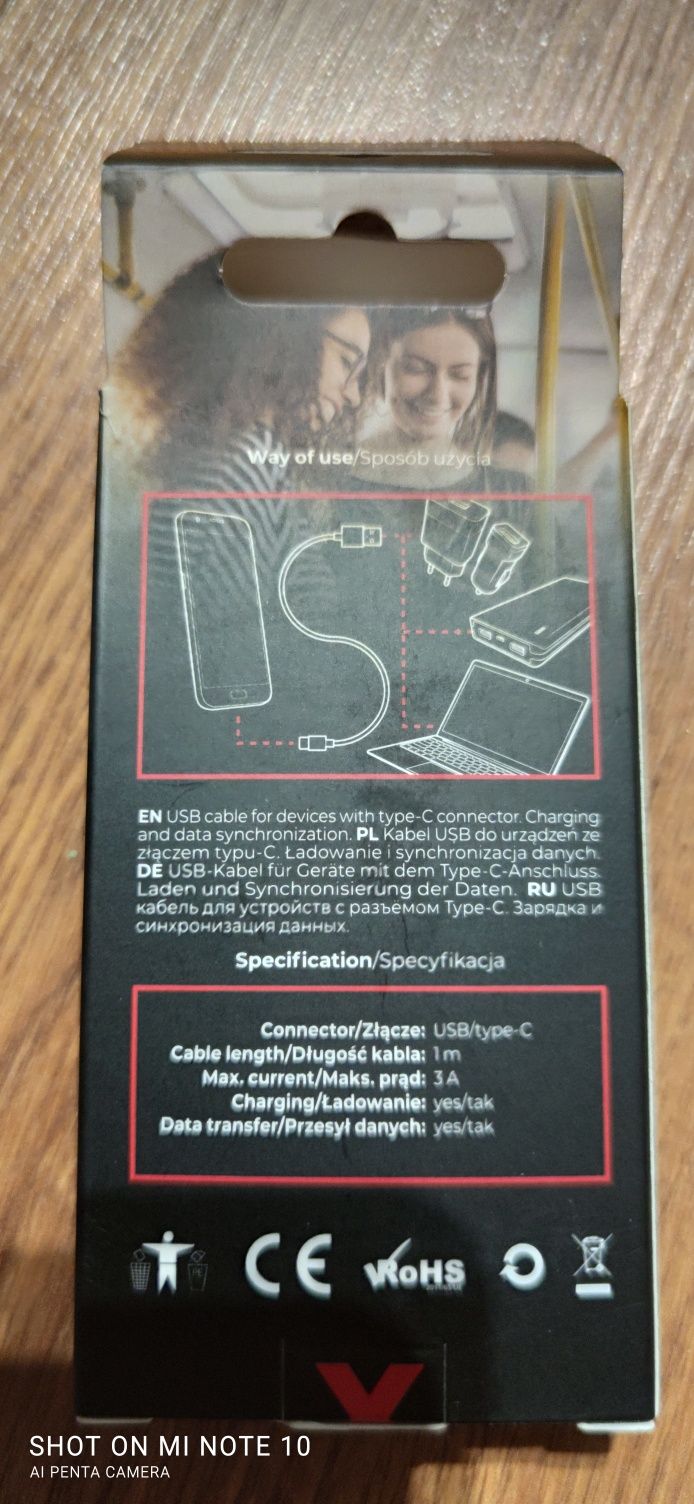 Way of use/Sposób użycia
EN USB cable for devices with type-C connector. Charging
and data synchronization. PL Kabel USB do urządzeń ze
złączem typu-C. Ładowanie i synchronizacja danych.
DE USB-Kabel für Geräte mit dem Type-C-Anschluss.
Laden und Synchronisierung der Daten. RU USB
кабель для устройств с разъёмом Type-C. Зарядка и
синхронизация данных.
Specification/Specyfikacja
Connector/Złącze: USB/type-C
Cable length/Długość kabla: 1 m
Max. current/Maks. prąd: 3 A
Charging/Ładowanie: yes/tak
Data transfer/Przesył danych: yes/tak
PE
CE
RoHS
SHOT ON MI NOTE 10
AI PENTA CAMERA